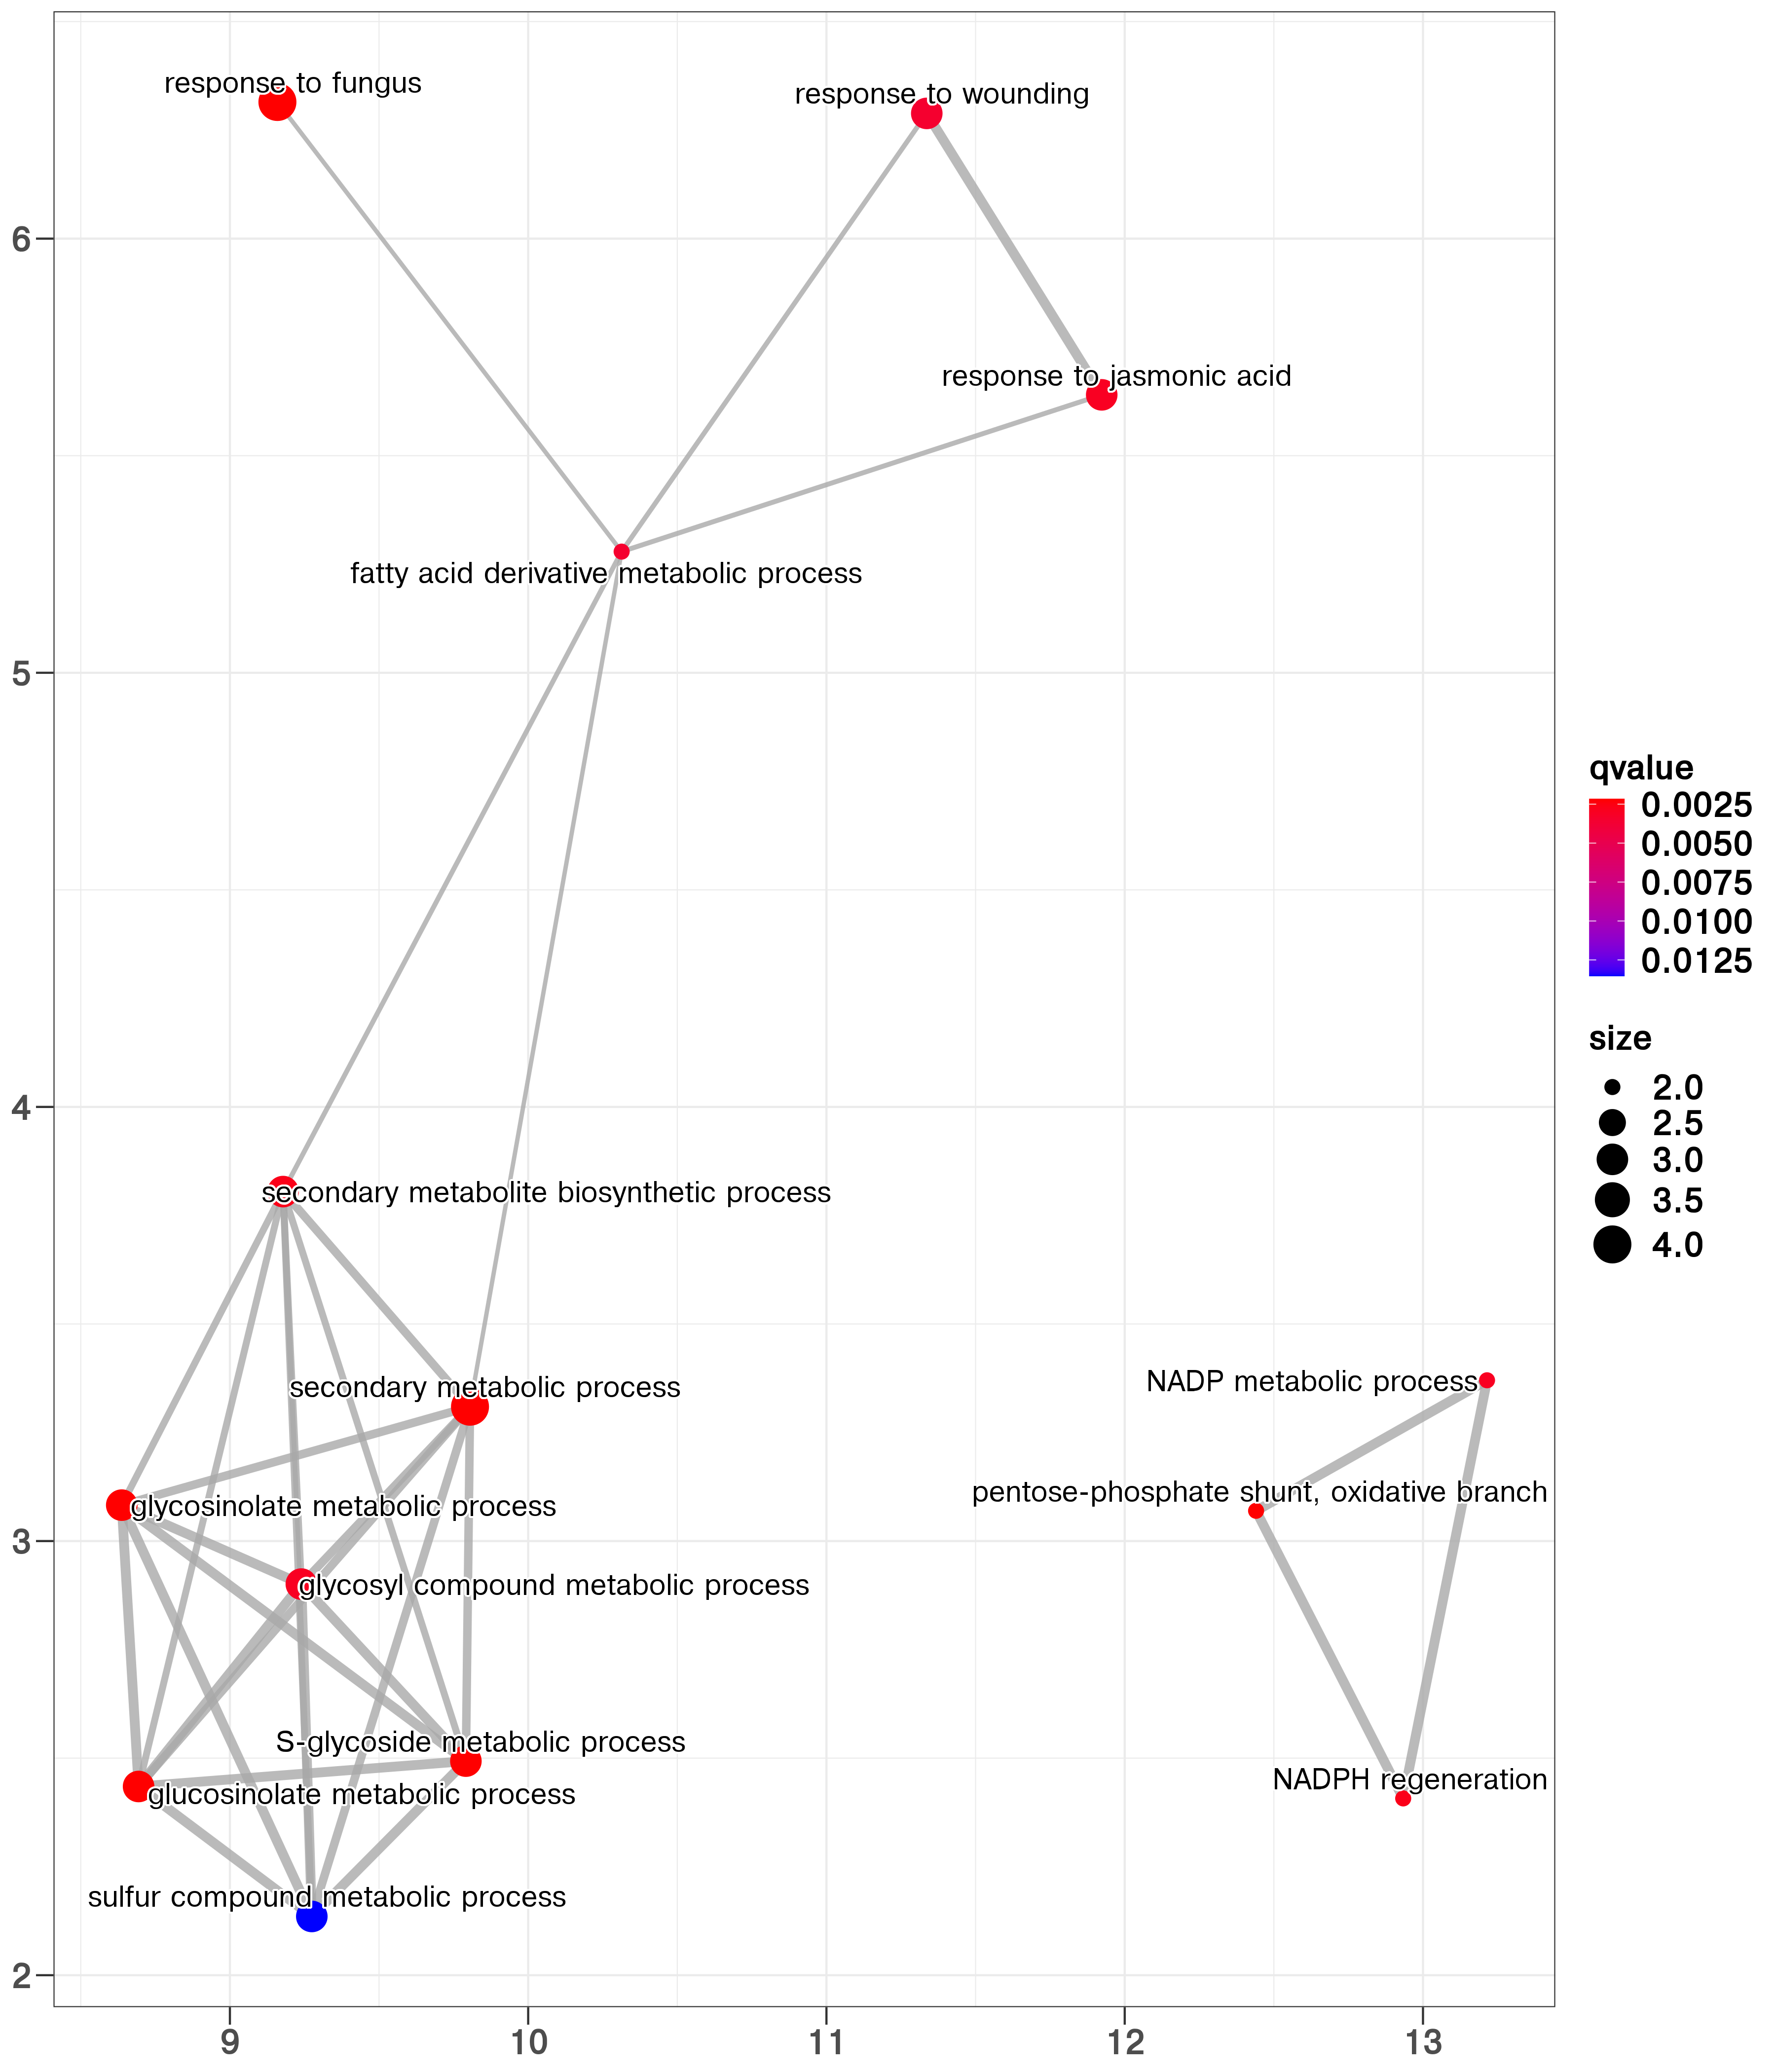 response to fungus
response to wounding
6
response to jasmonic acid
fatty acid derivative metabolic process
5
4
secondary metabolite biosynthetic process
secondary metabolic process
NADP metabolic process
pentose-phosphate shunt, oxidative branch
glycosinolate metabolic process
3
glycosyl compound metabolic process
S-glycoside metabolic process
NADPH regeneration
glucosinolate metabolic process
sulfur compound metabolic process
2
9
10
11
12
13
qvalue
0.0025
0.0050
0.0075
0.0100
0.0125
size
2.0
2.5
3.0
3.5
4.0